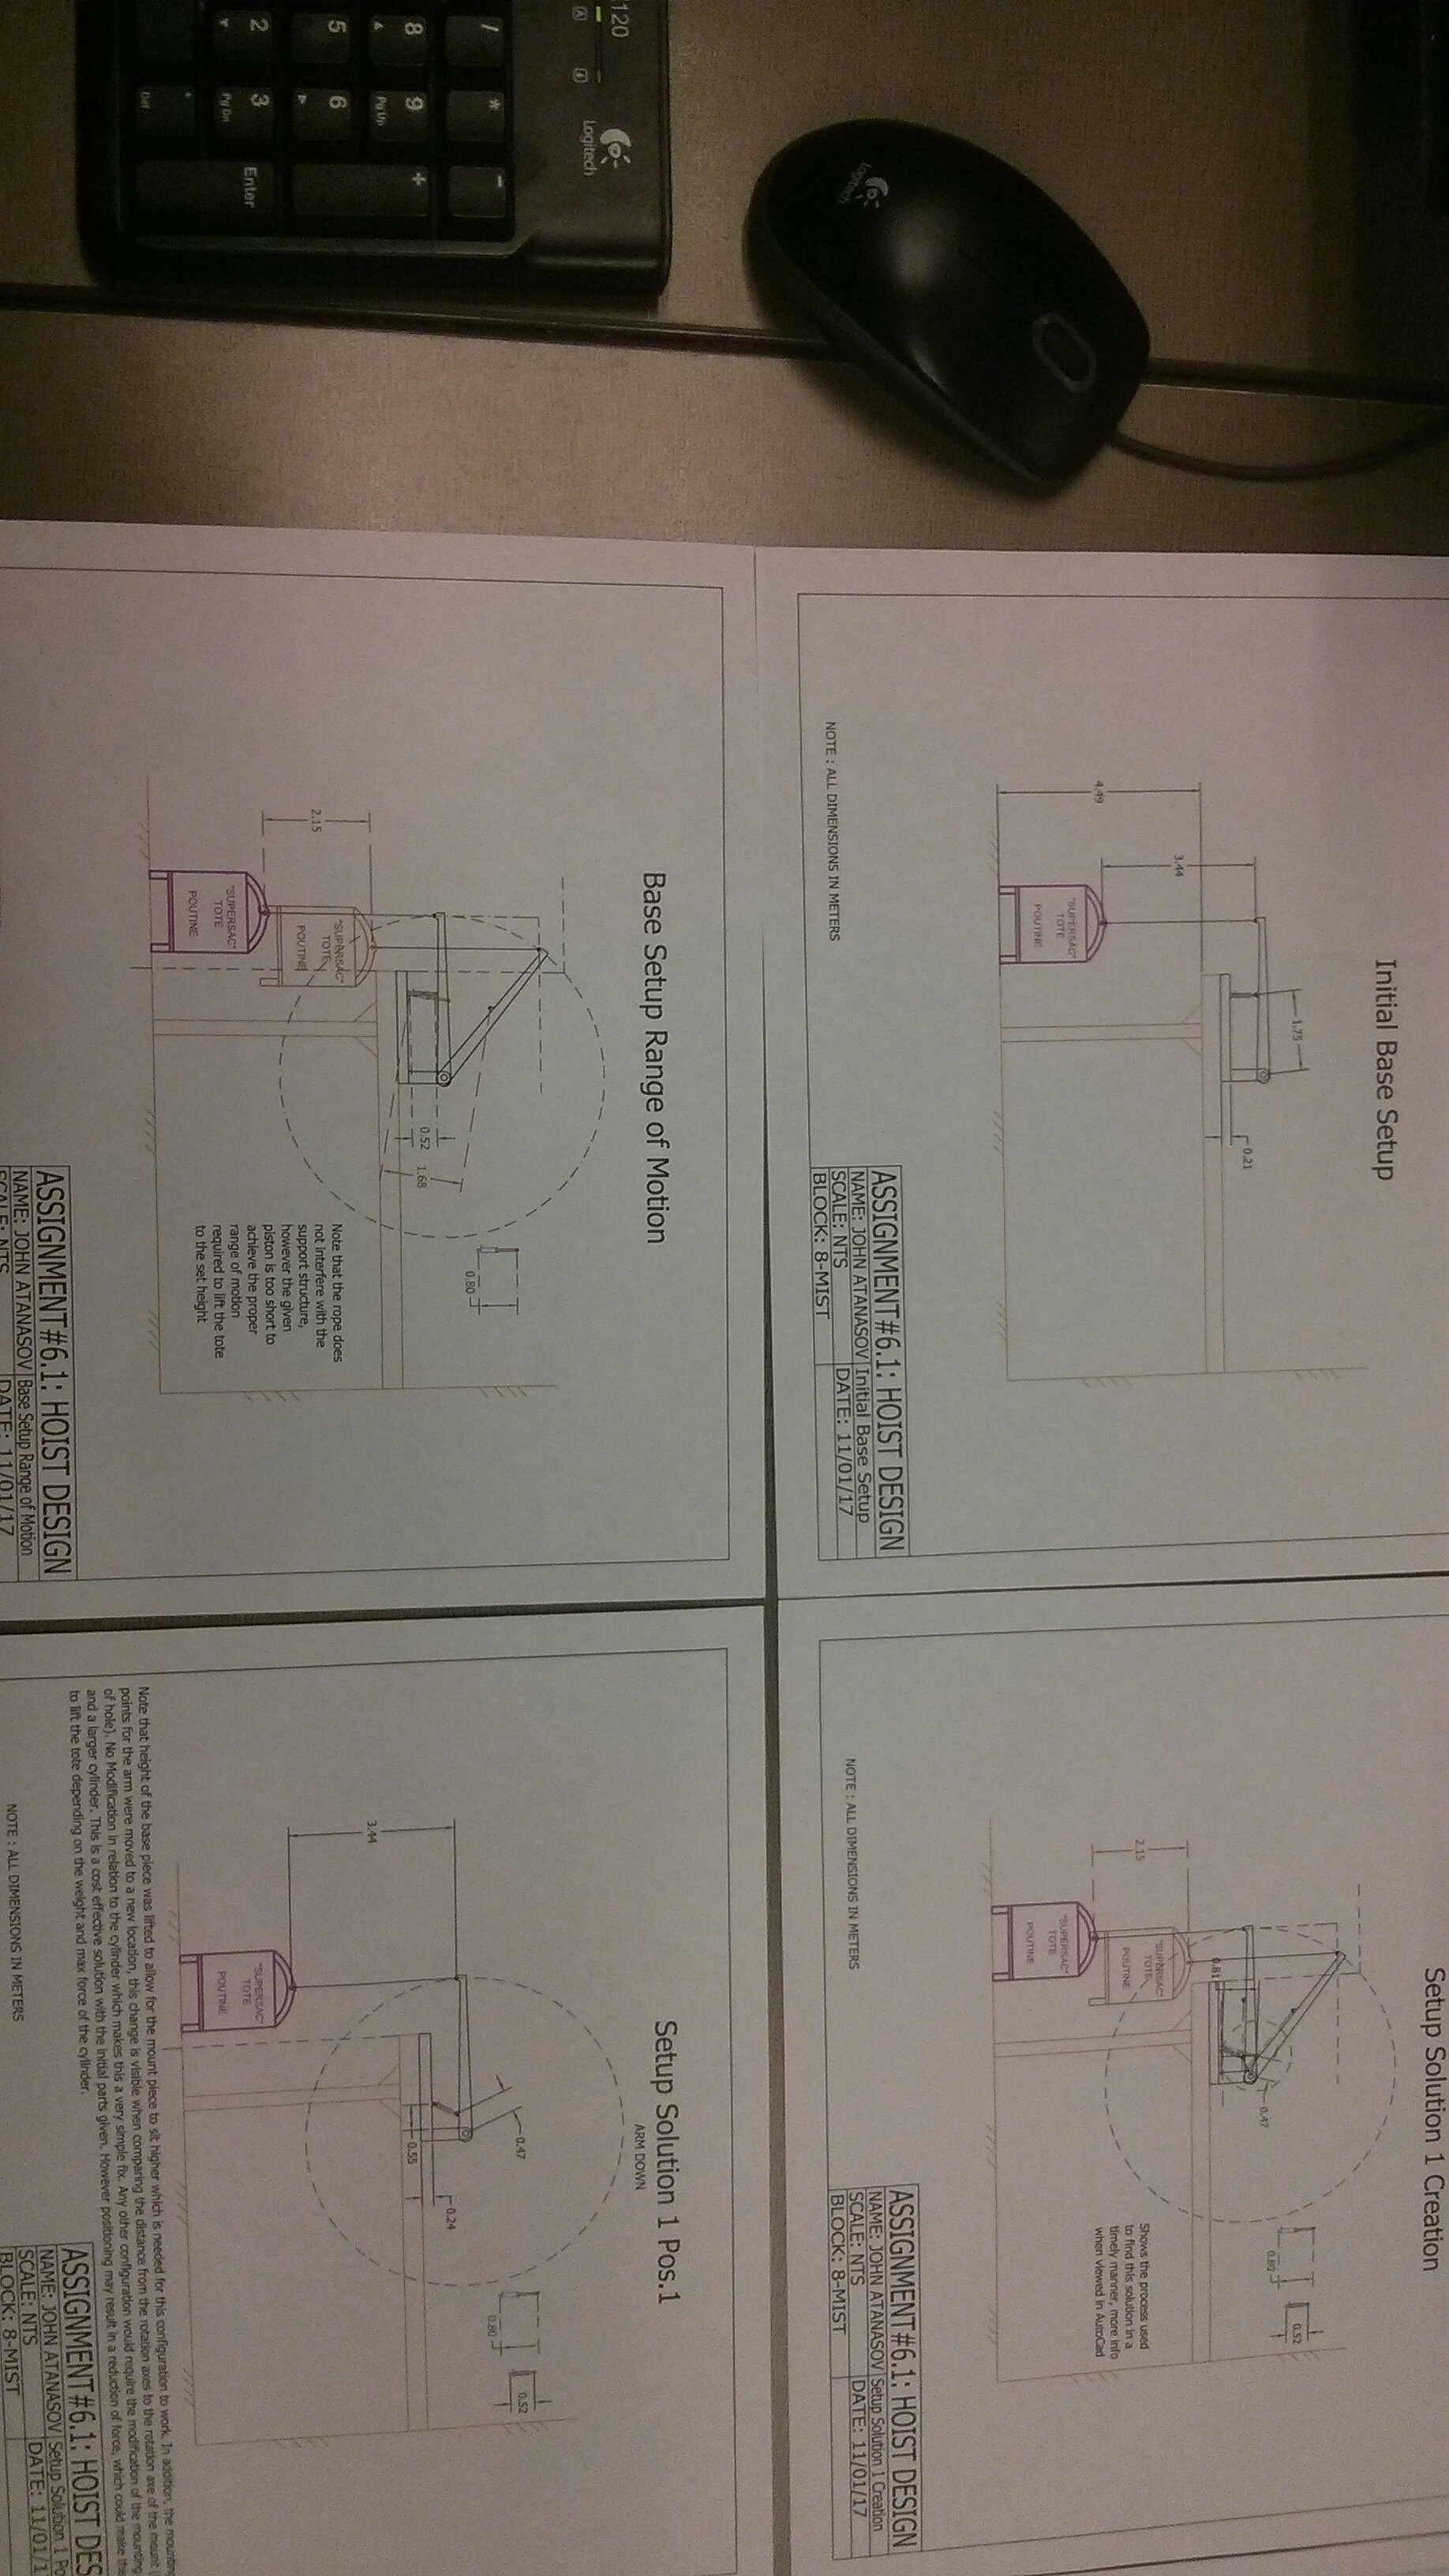 120
Logitech
/
*
-
8
9
Pg Up
+
5
6
2
3
Pg Dn
Enter
.
Del
Logitech
Initial Base Setup
4.49
3.44
1.75
0.21
"SUPERSAC"
TOTE
POUTINE
NOTE : ALL DIMENSIONS IN METERS
ASSIGNMENT#6.1: HOIST DESIGN
NAME: JOHN ATANASOV Initial Base Setup
SCALE: NTS DATE: 11/01/17
BLOCK: 8-MIST
Base Setup Range of Motion
2.15
0.52
1.68
0.80
"SUPERSAC"
TOTE
POUTINE
"SUPERSAC"
TOTE
POUTINE
Note that the rope does
not interfere with the
support structure,
however the given
piston is too short to
achieve the proper
range of motion
required to lift the tote
to the set height
ASSIGNMENT#6.1: HOIST DESIGN
NAME: JOHN ATANASOV Base Setup Range of Motion
SCALE: NTS DATE: 11/01/17
Setup Solution 1 Creation
2.15
0.81
0.47
0.80
0.52
"SUPERSAC"
TOTE
POUTINE
"SUPERSAC"
TOTE
POUTINE
Shows the process used
to find this solution in a
timely manner, more info
when viewed in AutoCad
NOTE : ALL DIMENSIONS IN METERS
ASSIGNMENT#6.1: HOIST DESIGN
NAME: JOHN ATANASOV Setup Solution 1 Creation
SCALE: NTS DATE: 11/01/17
BLOCK: 8-MIST
Setup Solution 1 Pos.1
ARM DOWN
3.44
0.47
0.55
0.24
0.80
0.52
"SUPERSAC"
TOTE
POUTINE
Note that height of the base piece was lifted to allow for the mount piece to sit higher which is needed for this configuration to work. In addition, the mounting
points for the arm were moved to a new location, this change is visible when comparing the distance from the rotation axes to the rotation axe of the mount (
of hole). No Modification in relation to the cylinder which makes this a very simple fix. Any other configuration would require the modification of the mounting
and a larger cylinder. This is a cost effective solution with the initial parts given. However positioning may result in a reduction of force, which could make this
to lift the tote depending on the weight and max force of the cylinder.
NOTE : ALL DIMENSIONS IN METERS
ASSIGNMENT#6.1: HOIST DES
NAME: JOHN ATANASOV Setup Solution 1 Po
SCALE: NTS DATE: 11/01/1
BLOCK: 8-MIST